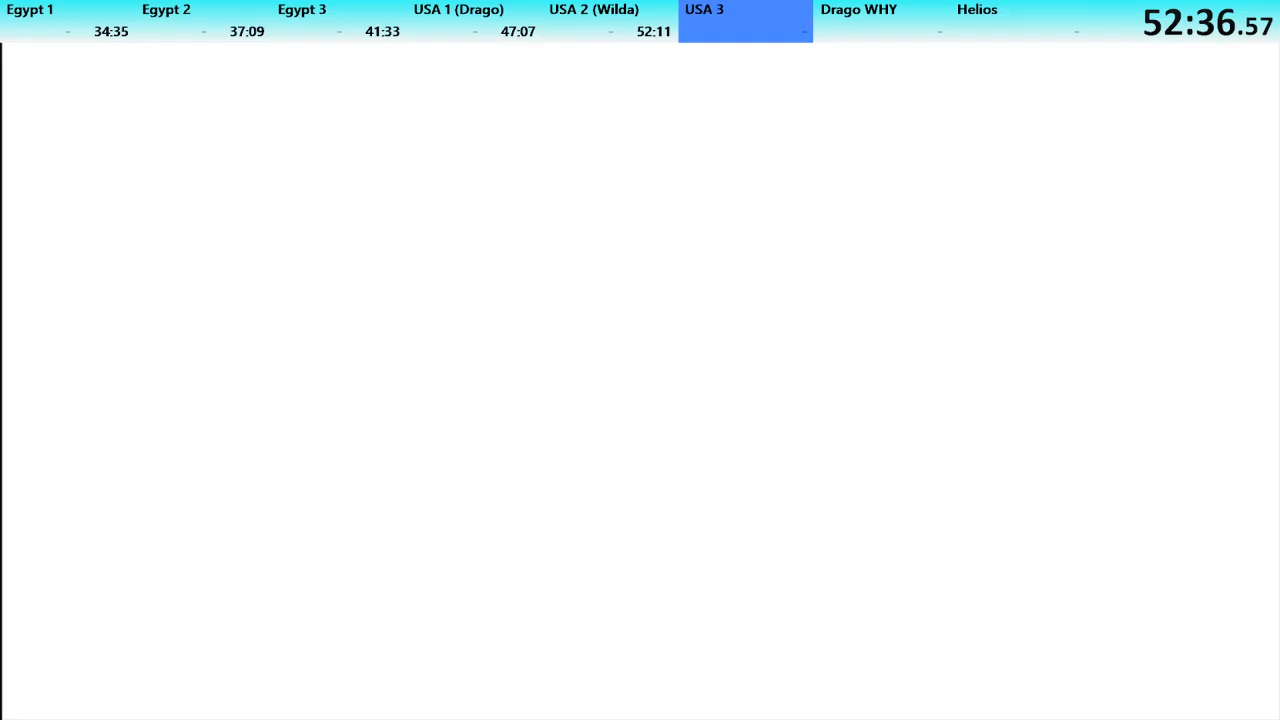 Egypt 1 Egypt 2 Egypt 3 USA 1 (Drago) USA 2 (Wilda) USA 3 Drago WHY Helios 52:36.57
- 34:35 - 37:09 - 41:33 - 47:07 - 52:11 - - -